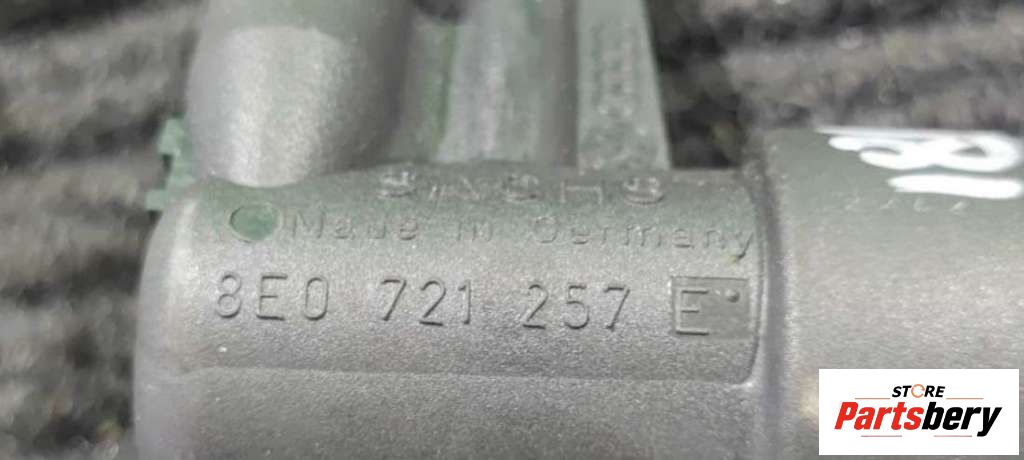 SACHS
Made in Germany
8E0 721 257 E
STORE
Partsbery